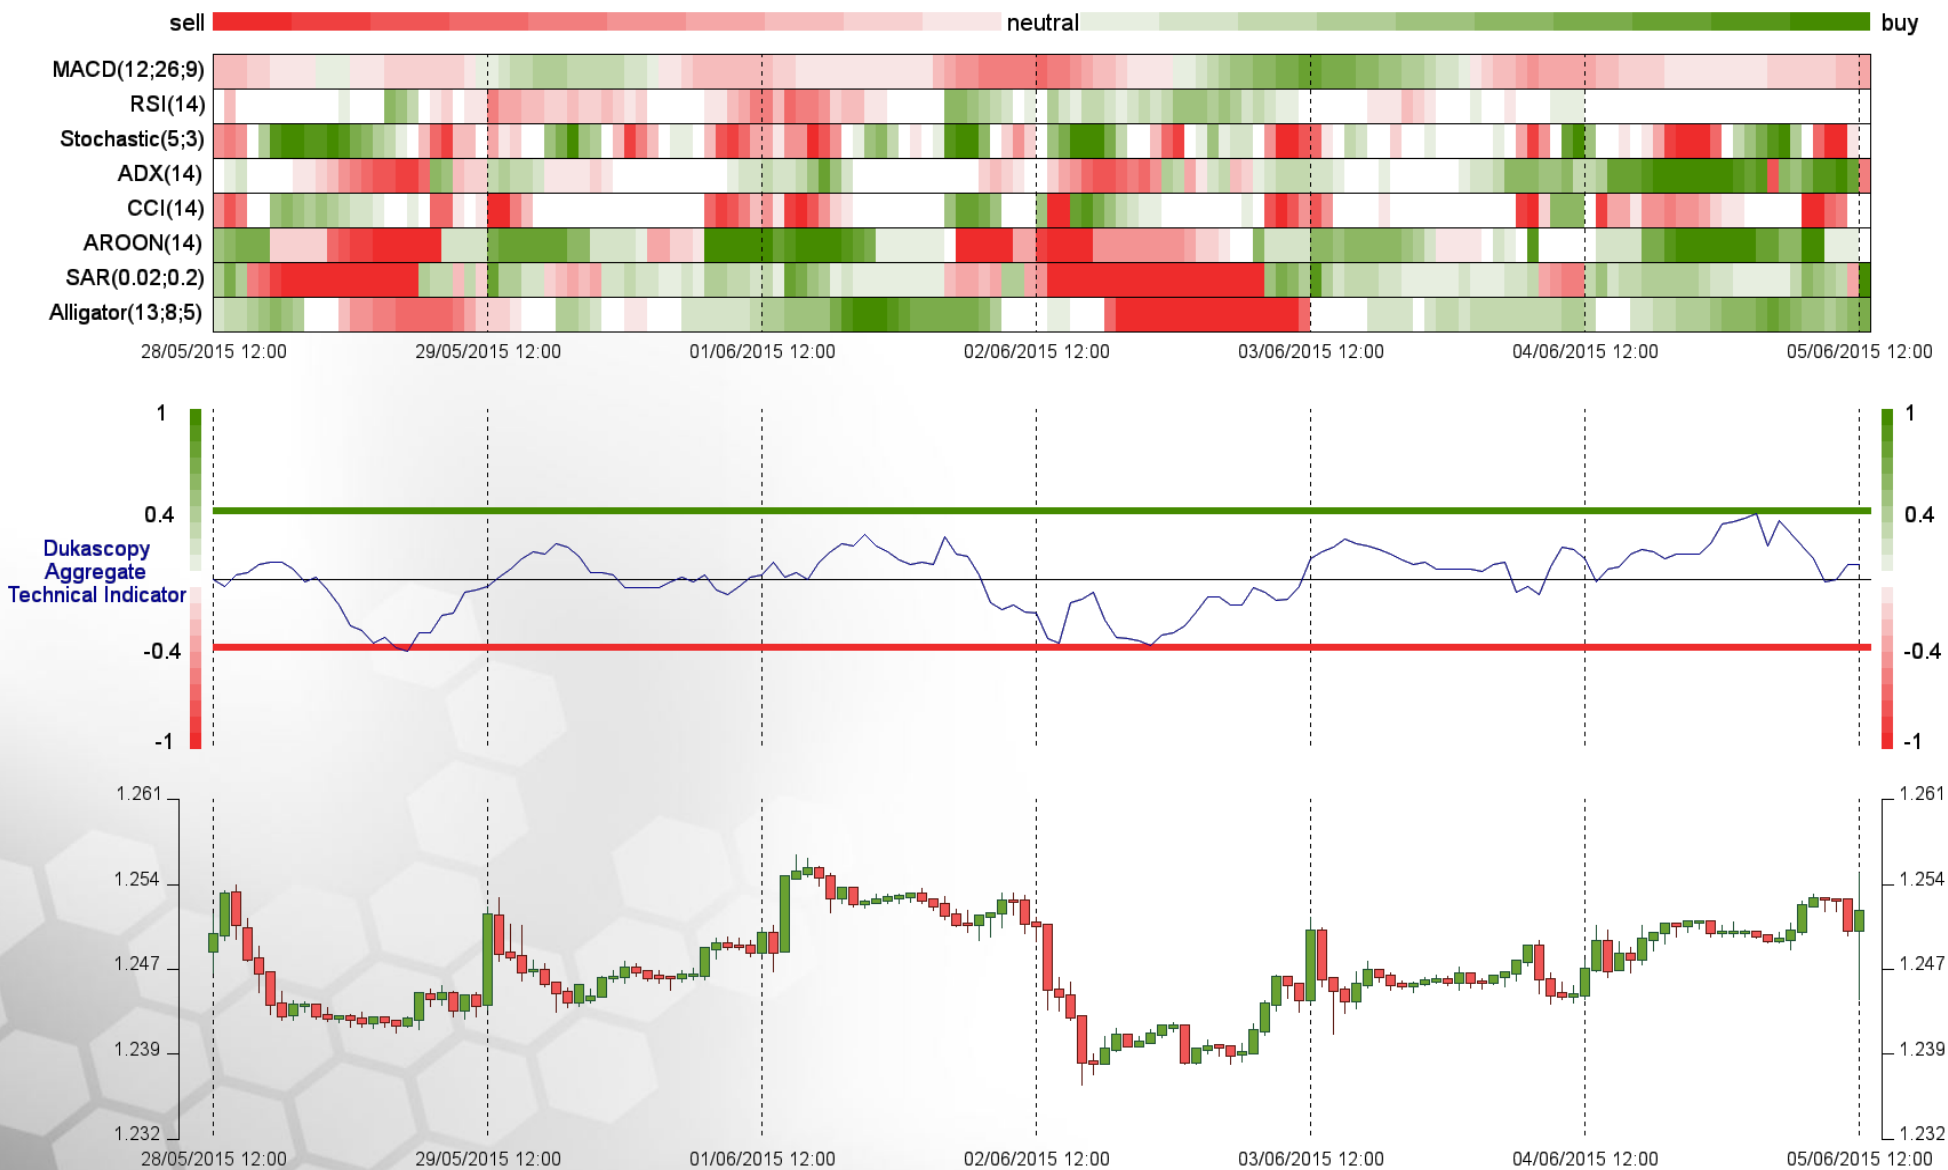 sell neutral buy
MACD(12;26;9)
RSI(14)
Stochastic(5;3)
ADX(14)
CCI(14)
AROON(14)
SAR(0.02;0.2)
Alligator(13;8;5)
28/05/2015 12:00 29/05/2015 12:00 01/06/2015 12:00 02/06/2015 12:00 03/06/2015 12:00 04/06/2015 12:00 05/06/2015 12:00
1 1
0.4 0.4
Dukascopy
Aggregate
Technical Indicator
-0.4 -0.4
-1 -1
1.261 1.261
1.254 1.254
1.247 1.247
1.239 1.239
1.232 1.232
28/05/2015 12:00 29/05/2015 12:00 01/06/2015 12:00 02/06/2015 12:00 03/06/2015 12:00 04/06/2015 12:00 05/06/2015 12:00